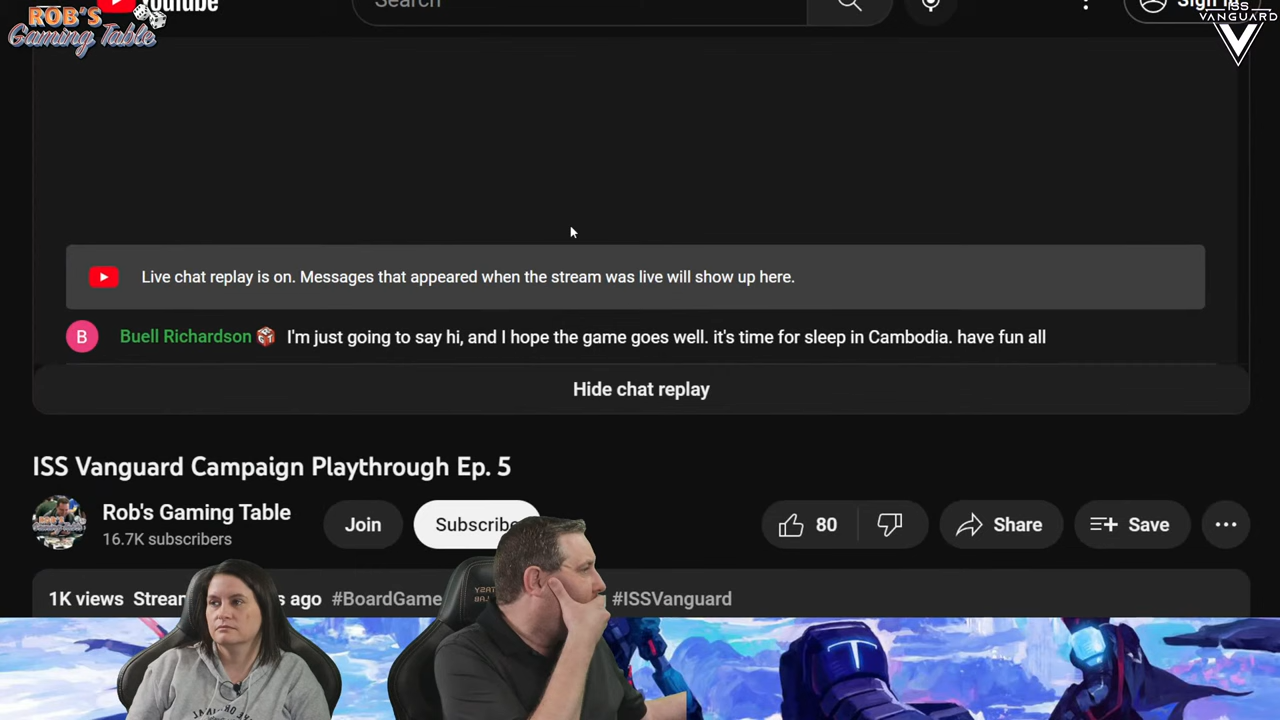 YouTube
Search
Sign in
ROB'S
Gaming Table
ISS
VANGUARD
Live chat replay is on. Messages that appeared when the stream was live will show up here.
B
Buell Richardson I'm just going to say hi, and I hope the game goes well. it's time for sleep in Cambodia. have fun all
Hide chat replay
ISS Vanguard Campaign Playthrough Ep. 5
Rob's Gaming Table
16.7K subscribers
Join
Subscribe
80
Share
Save
1K views Strea ago #BoardGame #ISSVanguard